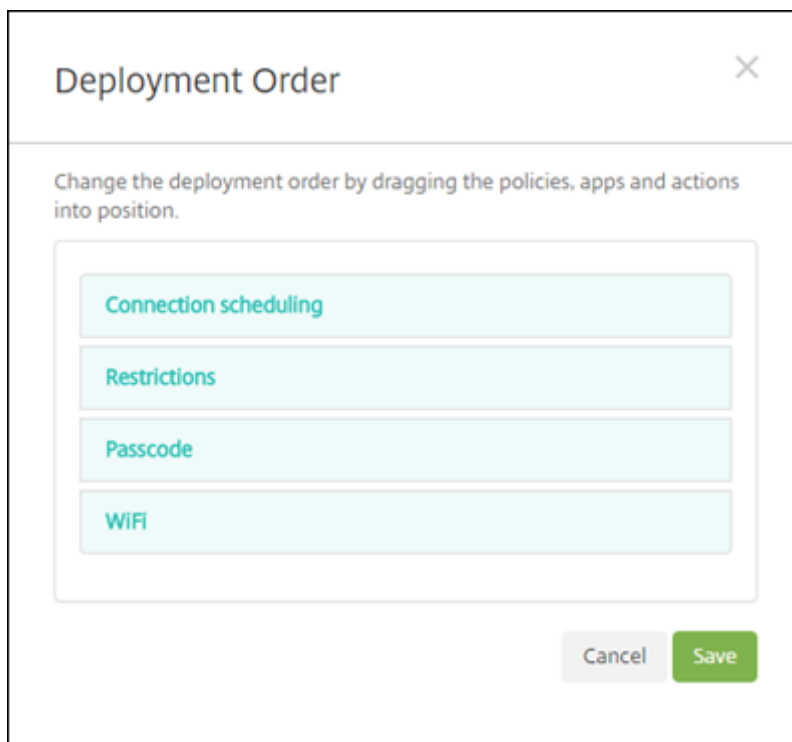 Deployment Order
Change the deployment order by dragging the policies, apps and actions
into position.
Connection scheduling
Restrictions
Passcode
WiFi
Cancel Save